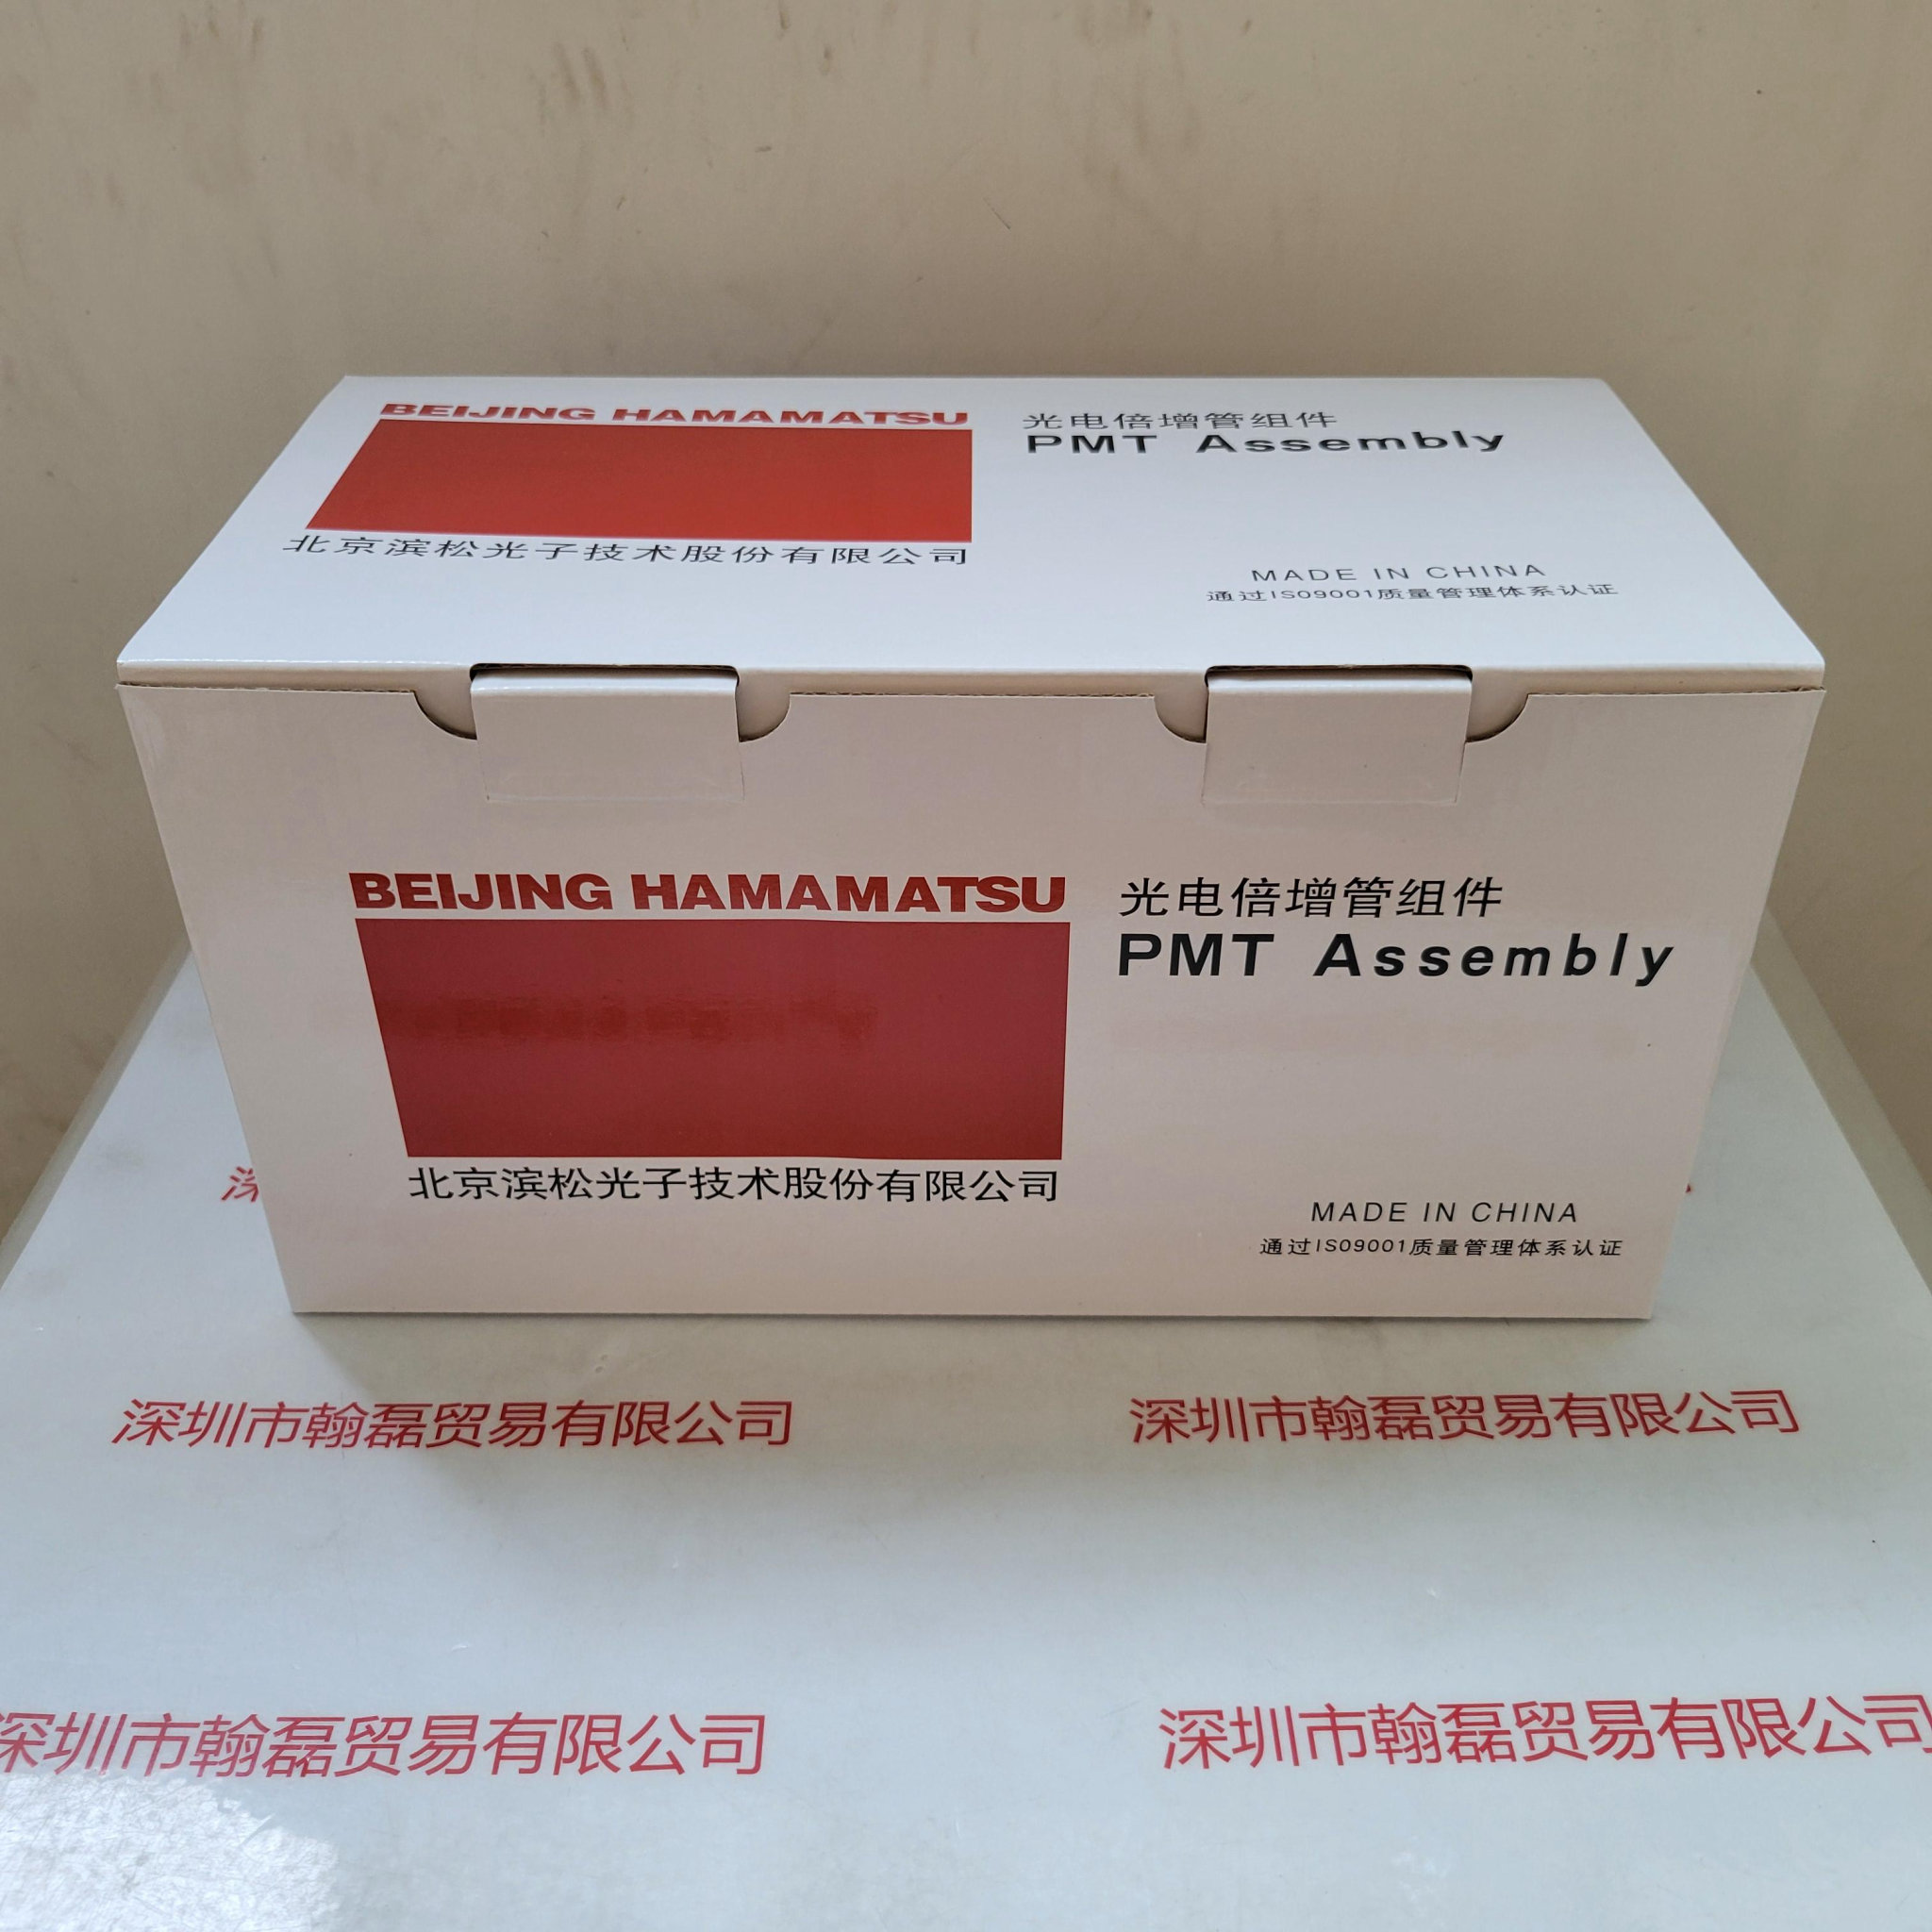 BEIJING HAMAMATSU
北京滨松光子技术股份有限公司
光电倍增管组件
PMT Assembly
MADE IN CHINA
通过ISO9001质量管理体系认证
BEIJING HAMAMATSU
北京滨松光子技术股份有限公司
光电倍增管组件
PMT Assembly
MADE IN CHINA
通过ISO9001质量管理体系认证
深
深圳市翰磊贸易有限公司
深圳市翰磊贸易有限公司
深圳市翰磊贸易有限公司
深圳市翰磊贸易有限公司